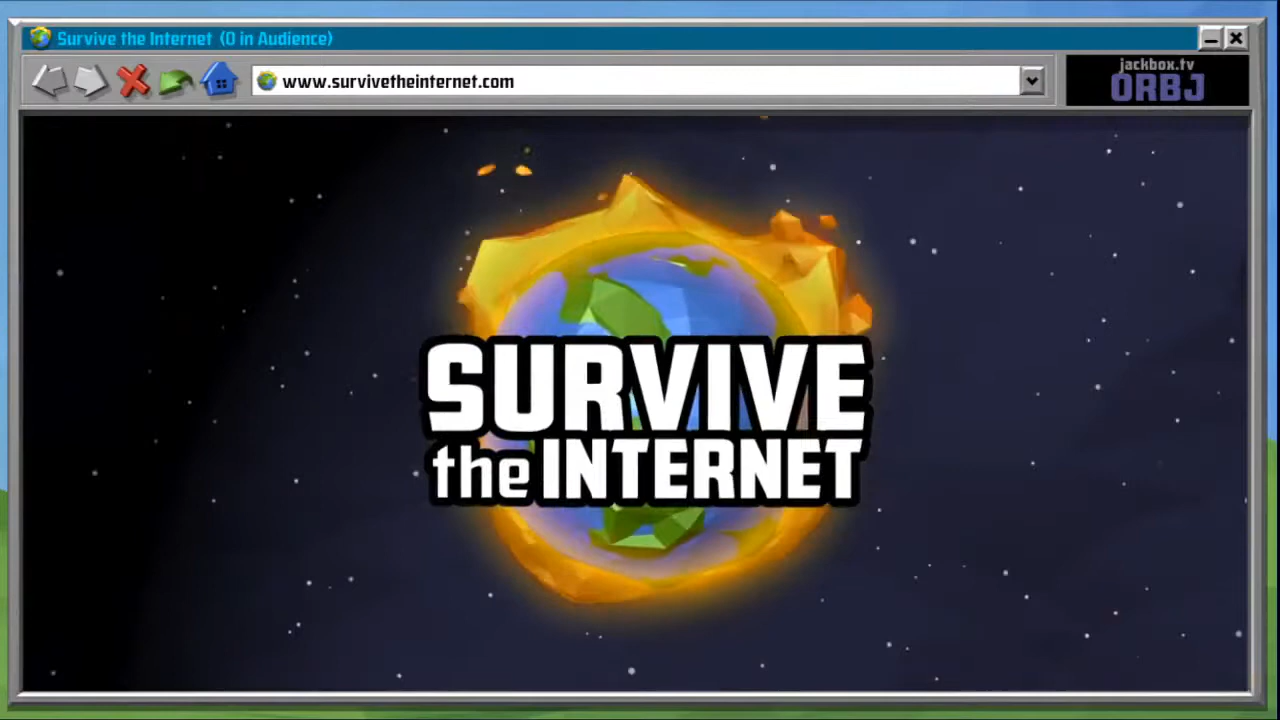 Survive the Internet (0 in Audience)
www.survivetheinternet.com
jackbox.tv
ORBJ
SURVIVE
the INTERNET